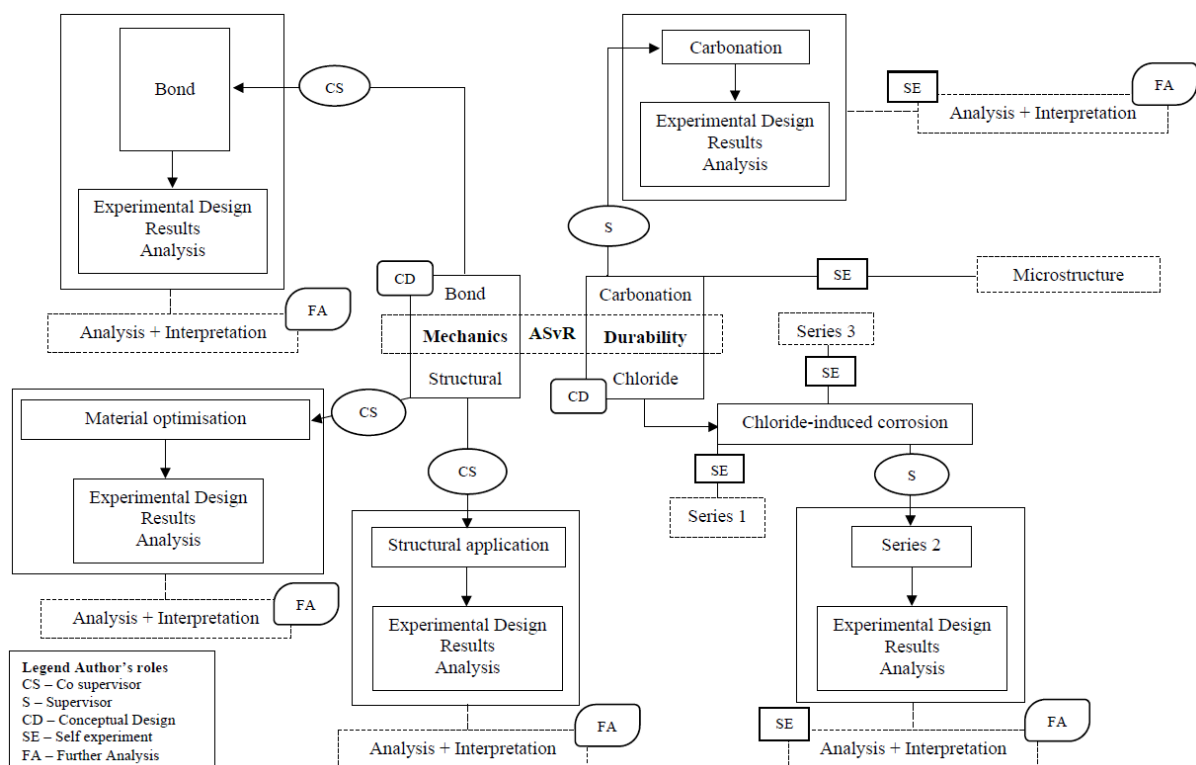 Bond
CS
Experimental Design
Results
Analysis
Analysis + Interpretation
FA
Carbonation
Experimental Design
Results
Analysis
SE
FA
Analysis + Interpretation
S
CD
Bond
Mechanics
Structural
ASvR
Carbonation
Durability
Chloride
CD
SE
Microstructure
Series 3
SE
Chloride-induced corrosion
SE
Series 1
S
Series 2
Experimental Design
Results
Analysis
SE
FA
Analysis + Interpretation
CS
Material optimisation
Experimental Design
Results
Analysis
Analysis + Interpretation
FA
CS
Structural application
Experimental Design
Results
Analysis
FA
Analysis + Interpretation
Legend Author's roles
CS – Co supervisor
S – Supervisor
CD – Conceptual Design
SE – Self experiment
FA – Further Analysis